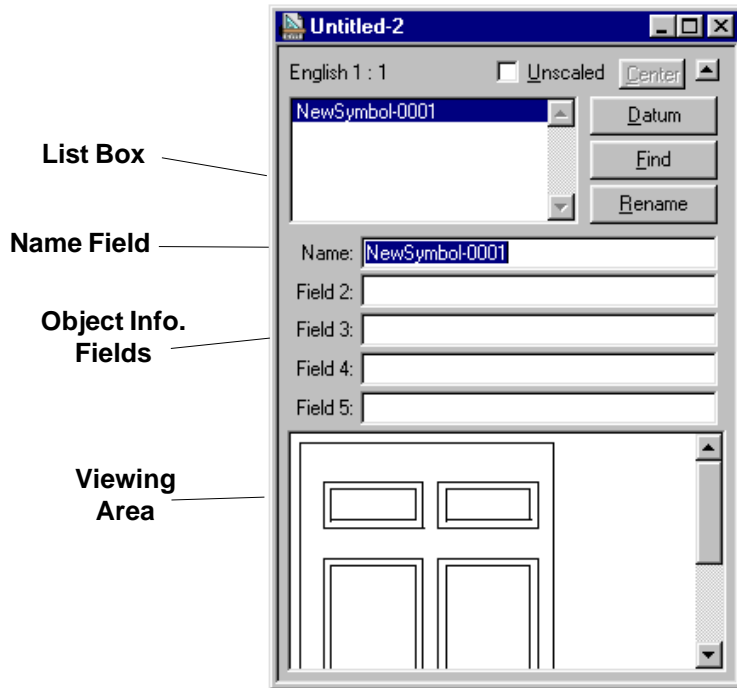 Untitled-2
English 1 : 1 Unscaled Center
NewSymbol-0001
Datum
Find
Rename
List Box
Name Field
Name: NewSymbol-0001
Field 2:
Object Info.
Fields
Field 3:
Field 4:
Field 5:
Viewing
Area